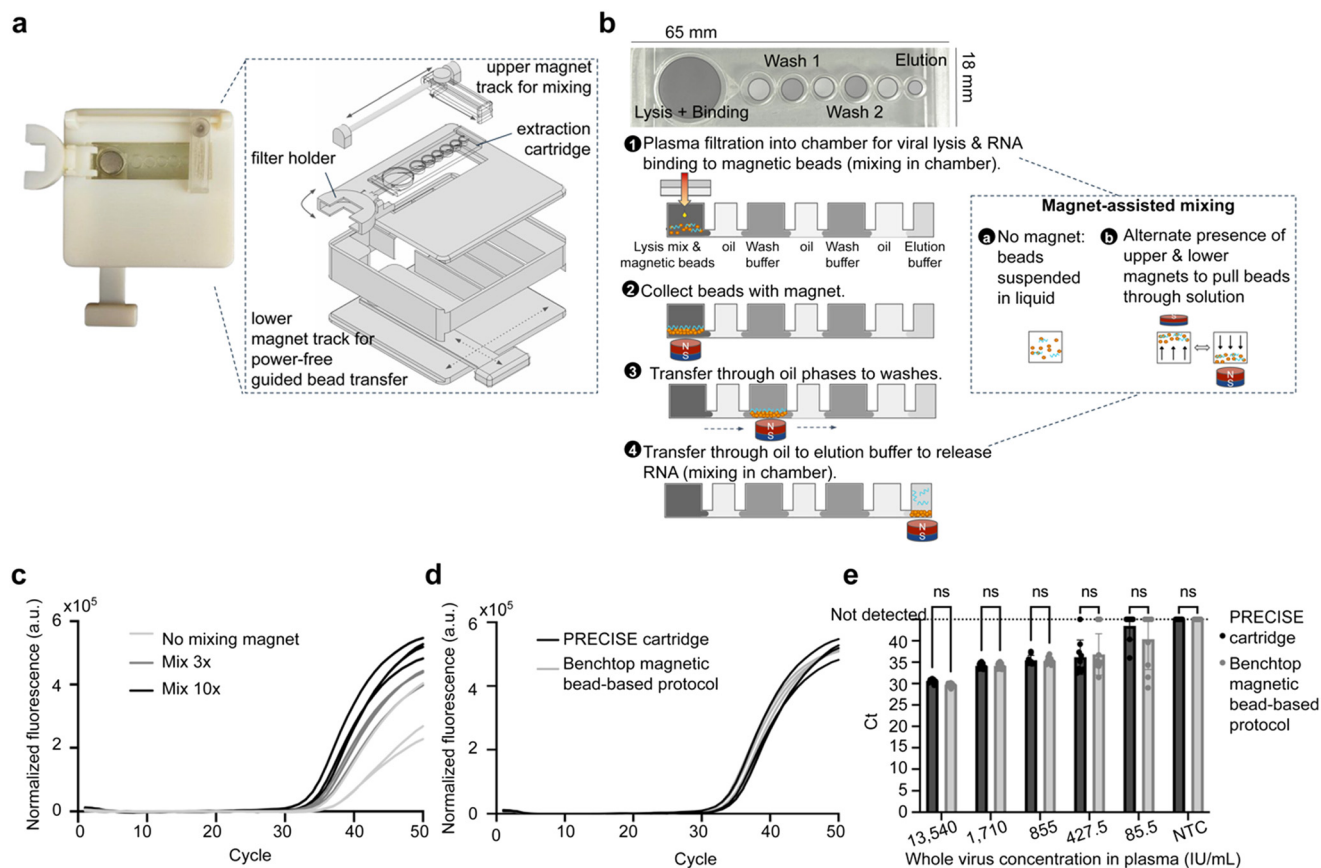 a
upper magnet
track for mixing
extraction
cartridge
filter holder
lower
magnet track for
power-free
guided bead transfer
b
65 mm
18 mm
Wash 1
Elution
Lysis + Binding
Wash 2
1 Plasma filtration into chamber for viral lysis & RNA
binding to magnetic beads (mixing in chamber).
Lysis mix &
magnetic beads
oil
Wash
buffer
oil
Wash
buffer
oil
Elution
buffer
2 Collect beads with magnet.
N
S
3 Transfer through oil phases to washes.
N
S
4 Transfer through oil to elution buffer to release
RNA (mixing in chamber).
N
S
Magnet-assisted mixing
a No magnet:
beads
suspended
in liquid
b Alternate presence of
upper & lower
magnets to pull beads
through solution
S
N
S
c
x10⁵
6
4
2
0
Normalized fluorescence (a.u.)
No mixing magnet
Mix 3x
Mix 10x
0 10 20 30 40 50
Cycle
d
x10⁵
6
4
2
0
Normalized fluorescence (a.u.)
PRECISE cartridge
Benchtop magnetic
bead-based protocol
0 10 20 30 40 50
Cycle
e
ns ns ns ns ns ns
Not detected
40
35
30
25
20
15
10
5
0
Ct
13,540 1,710 855 427.5 85.5 NTC
Whole virus concentration in plasma (IU/mL)
PRECISE
cartridge
Benchtop
magnetic
bead-based
protocol